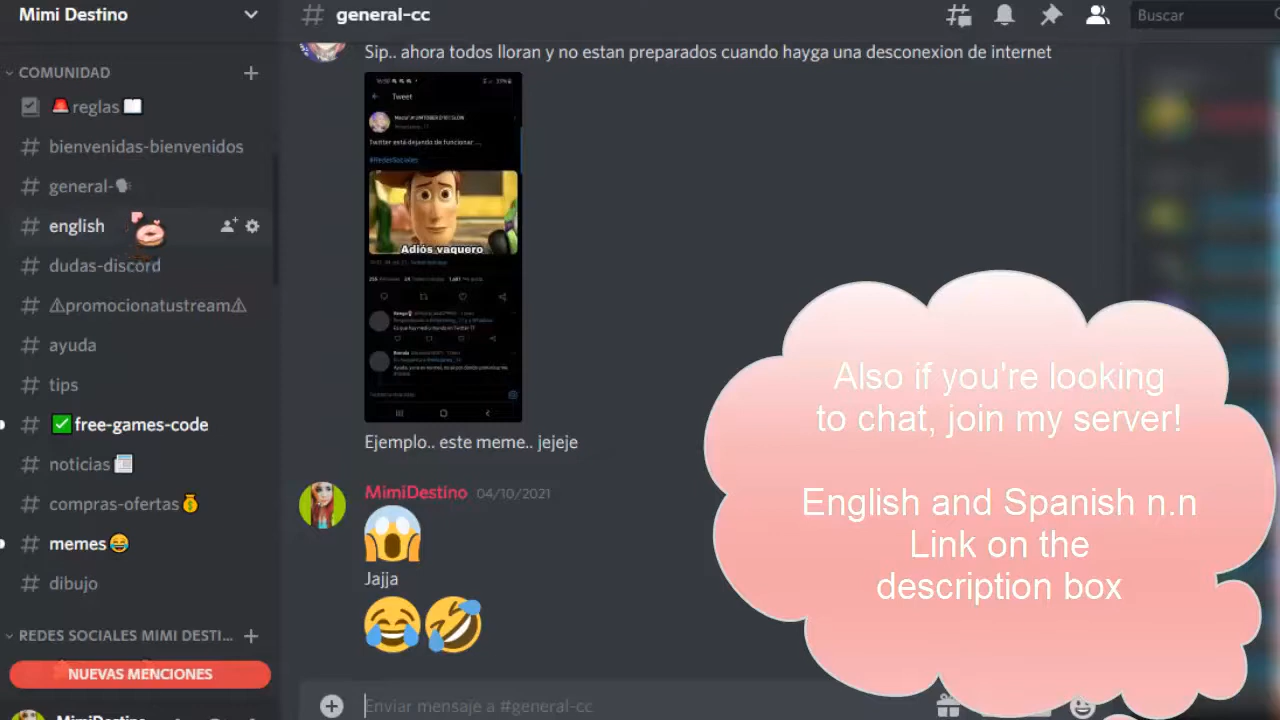 Mimi Destino
general-cc
Buscar
COMUNIDAD
reglas
bienvenidas-bienvenidos
general-
english
dudas-discord
promocionatustream
ayuda
tips
free-games-code
noticias
compras-ofertas
memes
dibujo
REDES SOCIALES MIMI DESTI...
NUEVAS MENCIONES
MimiDestino
Sip.. ahora todos lloran y no estan preparados cuando hayga una desconexion de internet
Tweet
Twitter está dejando de funcionar ...
#RedesSociales
Adiós vaquero
Ejemplo.. este meme.. jejeje
MimiDestino 04/10/2021
Jajja
Enviar mensaje a #general-cc
Also if you're looking
to chat, join my server!
English and Spanish n.n
Link on the
description box